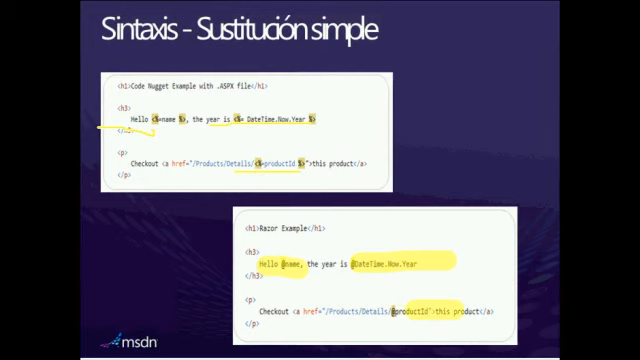 Sintaxis - Sustitución simple
<h1>Code Nugget Example with .ASPX file</h1>
<h3>
Hello <%=name %>, the year is <%= DateTime.Now.Year %>
</h3>
<p>
Checkout <a href="/Products/Details/<%=productId %>">this product</a>
</p>
<h1>Razor Example</h1>
<h3>
Hello @name, the year is @DateTime.Now.Year
</h3>
<p>
Checkout <a href="/Products/Details/@productId">this product</a>
</p>
msdn